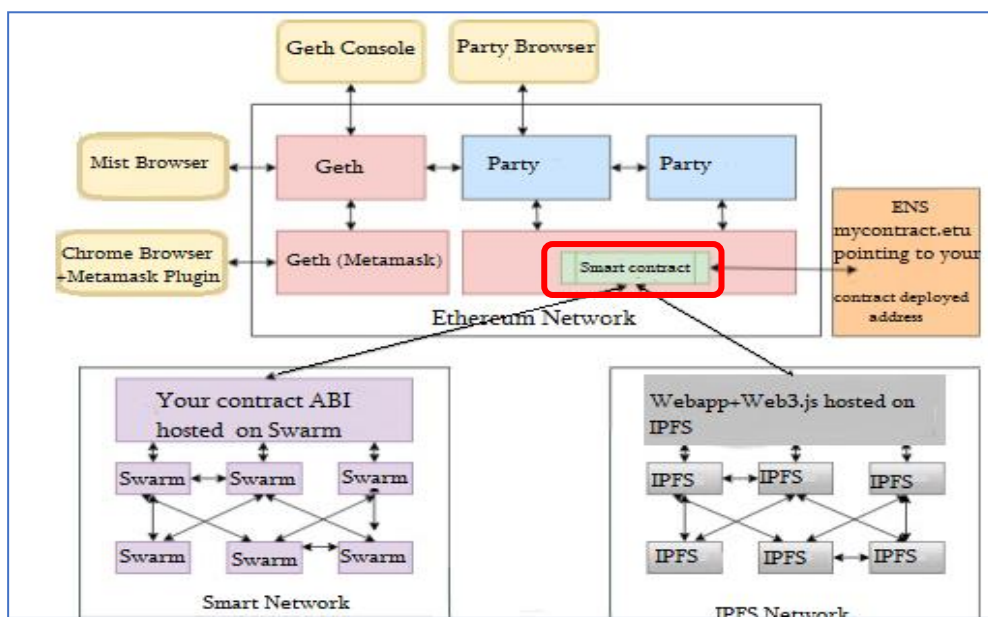 Geth Console
Party Browser
Mist Browser
Geth
Party
Party
Chrome Browser
+Metamask Plugin
Geth (Metamask)
Smart contract
ENS
mycontract.etu
pointing to your
contract deployed
address
Ethereum Network
Your contract ABI
hosted on Swarm
Swarm
Swarm
Swarm
Swarm
Swarm
Swarm
Smart Network
Webapp+Web3.js hosted on
IPFS
IPFS
IPFS
IPFS
IPFS
IPFS
IPFS
IPFS Network